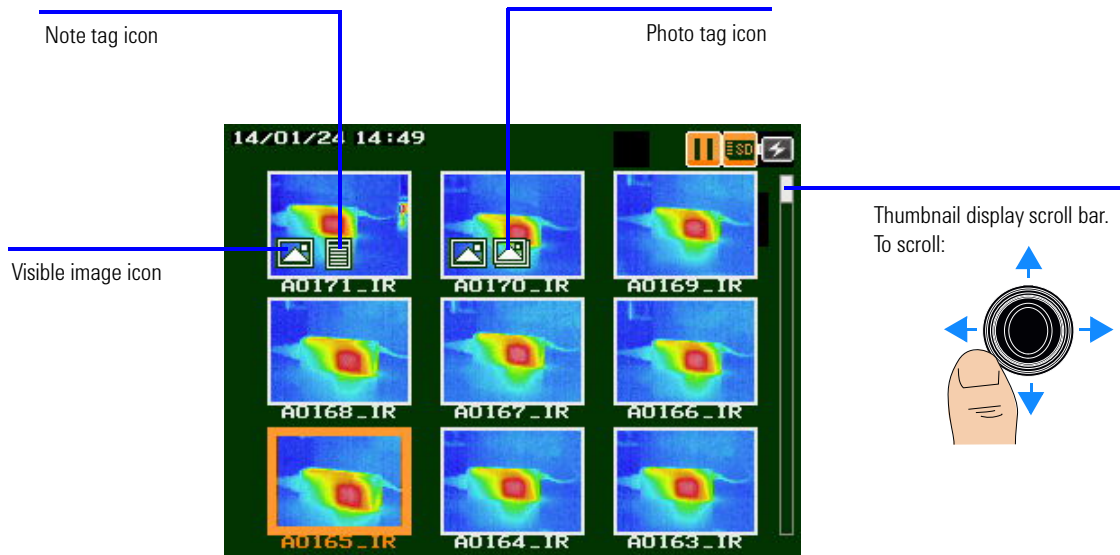 Note tag icon
Photo tag icon
14/01/24 14:49
SD
Thumbnail display scroll bar.
To scroll:
Visible image icon
A0171_IR
A0170_IR
A0169_IR
A0168_IR
A0167_IR
A0166_IR
A0165_IR
A0164_IR
A0163_IR